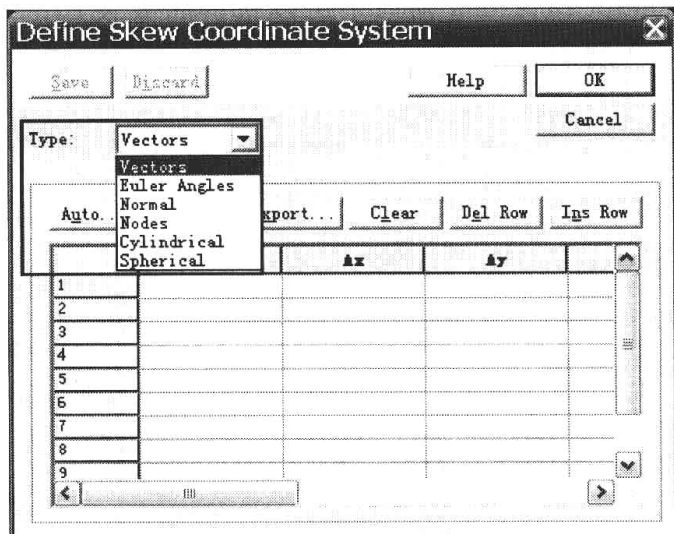 Define Skew Coordinate System
Save Discard Help OK
Cancel
Type: Vectors
Vectors
Euler Angles
Normal
Nodes
Cylindrical
Spherical
Auto.. xport... Clear Del Row Ins Row
Ax Ay
1
2
3
4
5
6
7
8
9